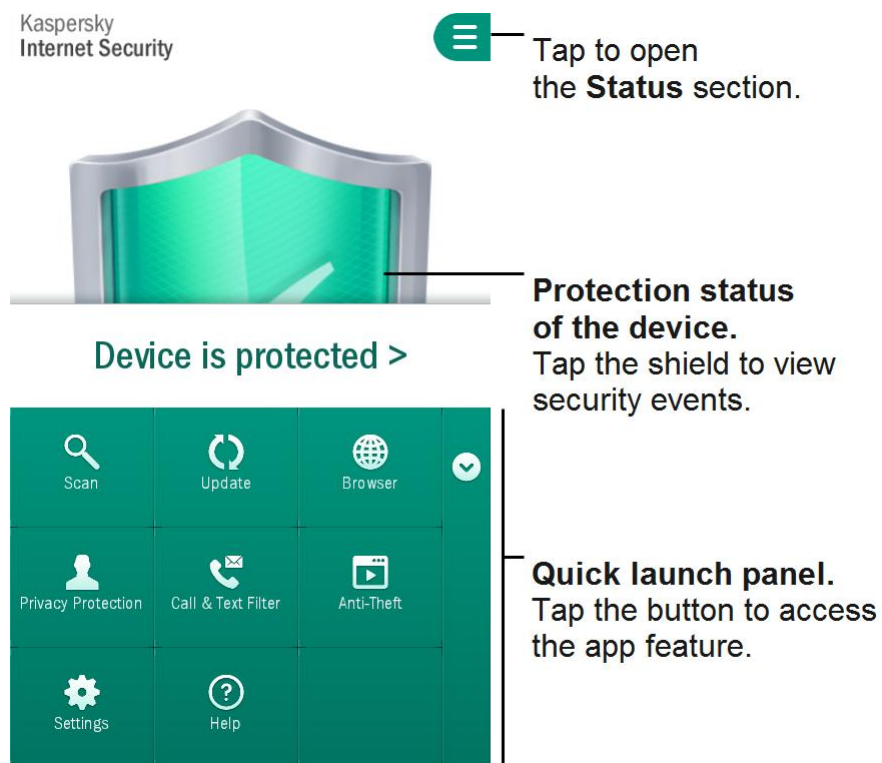 Kaspersky
Internet Security
Tap to open
the Status section.
Protection status
of the device.
Tap the shield to view
security events.
Device is protected >
Scan
Update
Browser
Privacy Protection
Call & Text Filter
Anti-Theft
Quick launch panel.
Tap the button to access
the app feature.
Settings
Help